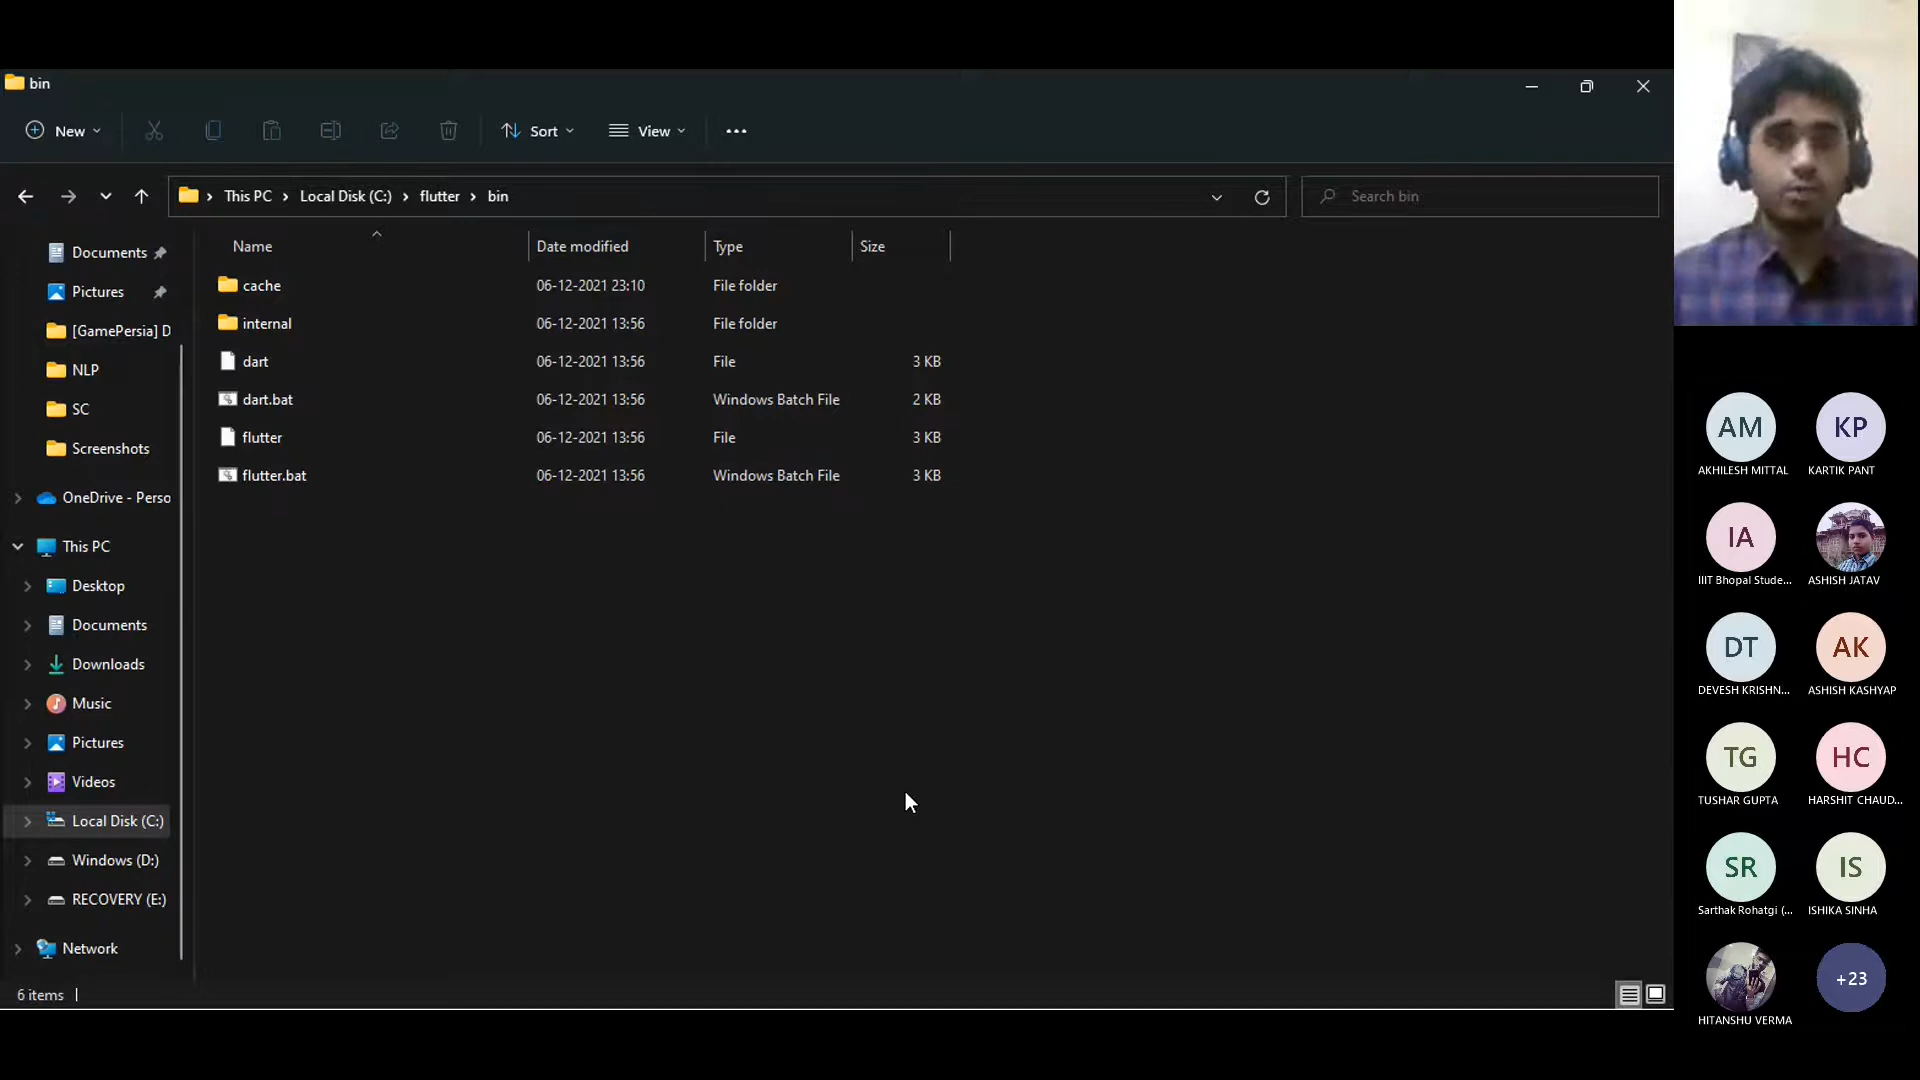 bin
New
Sort
View
This PC > Local Disk (C:) > flutter > bin
Search bin
Name Date modified Type Size
cache 06-12-2021 23:10 File folder
internal 06-12-2021 13:56 File folder
dart 06-12-2021 13:56 File 3 KB
dart.bat 06-12-2021 13:56 Windows Batch File 2 KB
flutter 06-12-2021 13:56 File 3 KB
flutter.bat 06-12-2021 13:56 Windows Batch File 3 KB
Documents
Pictures
[GamePersia] D
NLP
SC
Screenshots
OneDrive - Perso
This PC
Desktop
Documents
Downloads
Music
Pictures
Videos
Local Disk (C:)
Windows (D:)
RECOVERY (E:)
Network
6 items
AM
AKHILESH MITTAL
KP
KARTIK PANT
IA
IIIT Bhopal Stude...
ASHISH JATAV
DT
DEVESH KRISHN...
AK
ASHISH KASHYAP
TG
TUSHAR GUPTA
HC
HARSHIT CHAUD...
SR
Sarthak Rohatgi (...
IS
ISHIKA SINHA
HITANSHU VERMA
+23